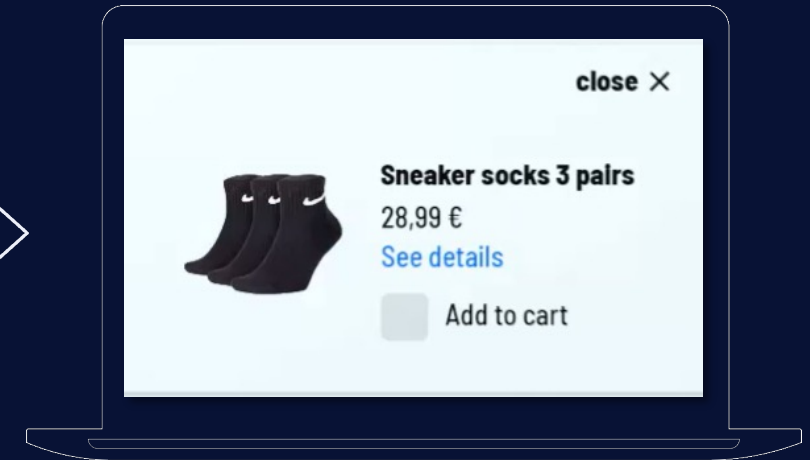 close ×
Sneaker socks 3 pairs
28,99 €
See details
Add to cart